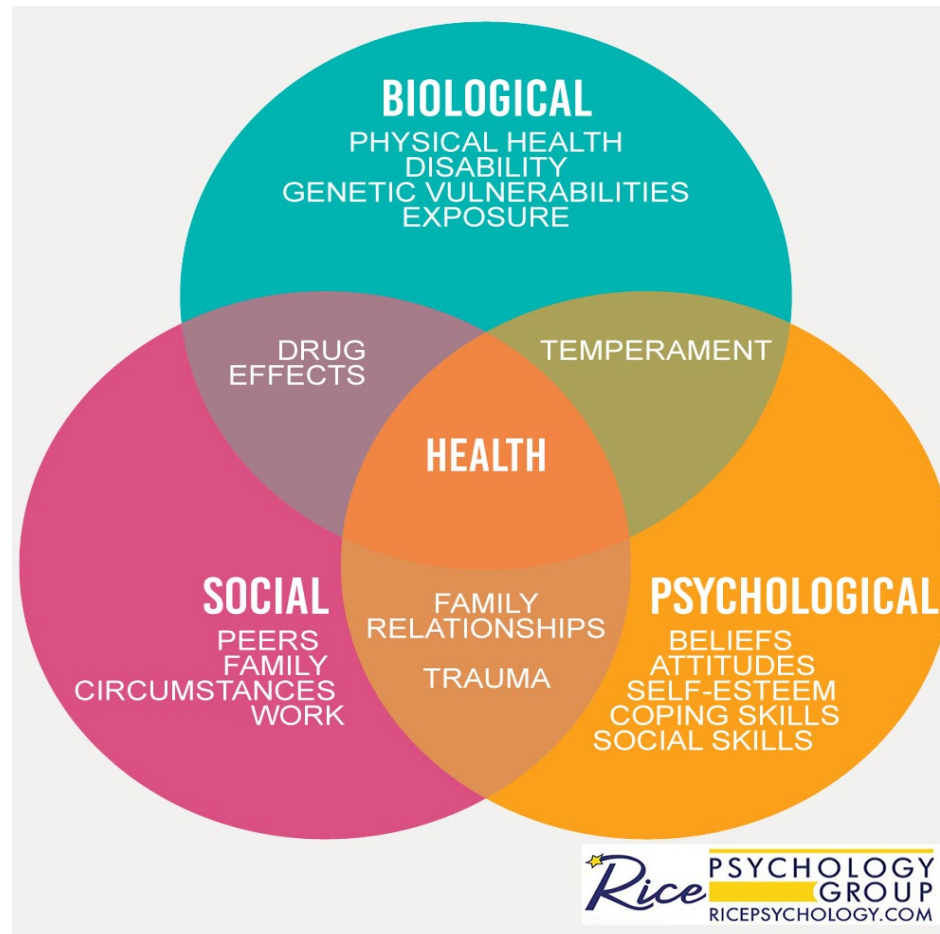 BIOLOGICAL
PHYSICAL HEALTH
DISABILITY
GENETIC VULNERABILITIES
EXPOSURE
DRUG
EFFECTS
TEMPERAMENT
HEALTH
SOCIAL
PEERS
FAMILY
CIRCUMSTANCES
WORK
FAMILY
RELATIONSHIPS
TRAUMA
PSYCHOLOGICAL
BELIEFS
ATTITUDES
SELF-ESTEEM
COPING SKILLS
SOCIAL SKILLS
Rice
PSYCHOLOGY
GROUP
RICEPSYCHOLOGY.COM